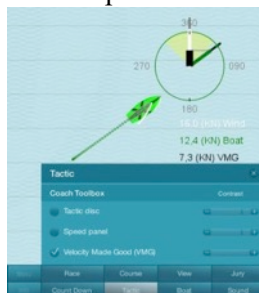 360
270
090
180
16,5 (KN) Wind
12,4 (KN) Boat
7,3 (KN) VMG
Tactic
Coach Toolbox Contrast
Tactic disc
Speed panel
Velocity Made Good (VMG)
Race Course View Jury
Count Down Tactic Boat Sound